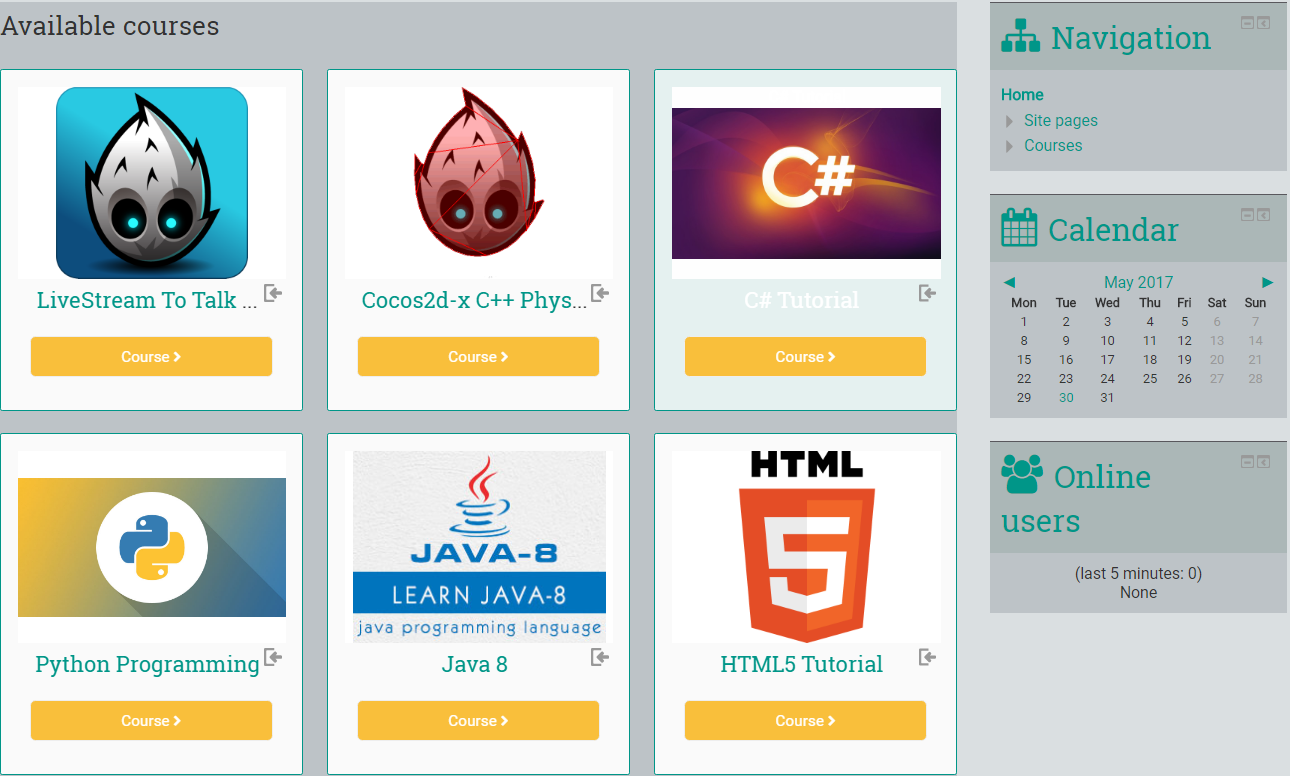 Available courses
C#
LiveStream To Talk ...
Cocos2d-x C++ Phys...
C# Tutorial
Course
Course
Course
JAVA-8
LEARN JAVA-8
java programming language
HTML
5
Python Programming
Java 8
HTML5 Tutorial
Course
Course
Course
Navigation
Home
Site pages
Courses
Calendar
May 2017
Mon Tue Wed Thu Fri Sat Sun
1 2 3 4 5 6 7
8 9 10 11 12 13 14
15 16 17 18 19 20 21
22 23 24 25 26 27 28
29 30 31
Online
users
(last 5 minutes: 0)
None